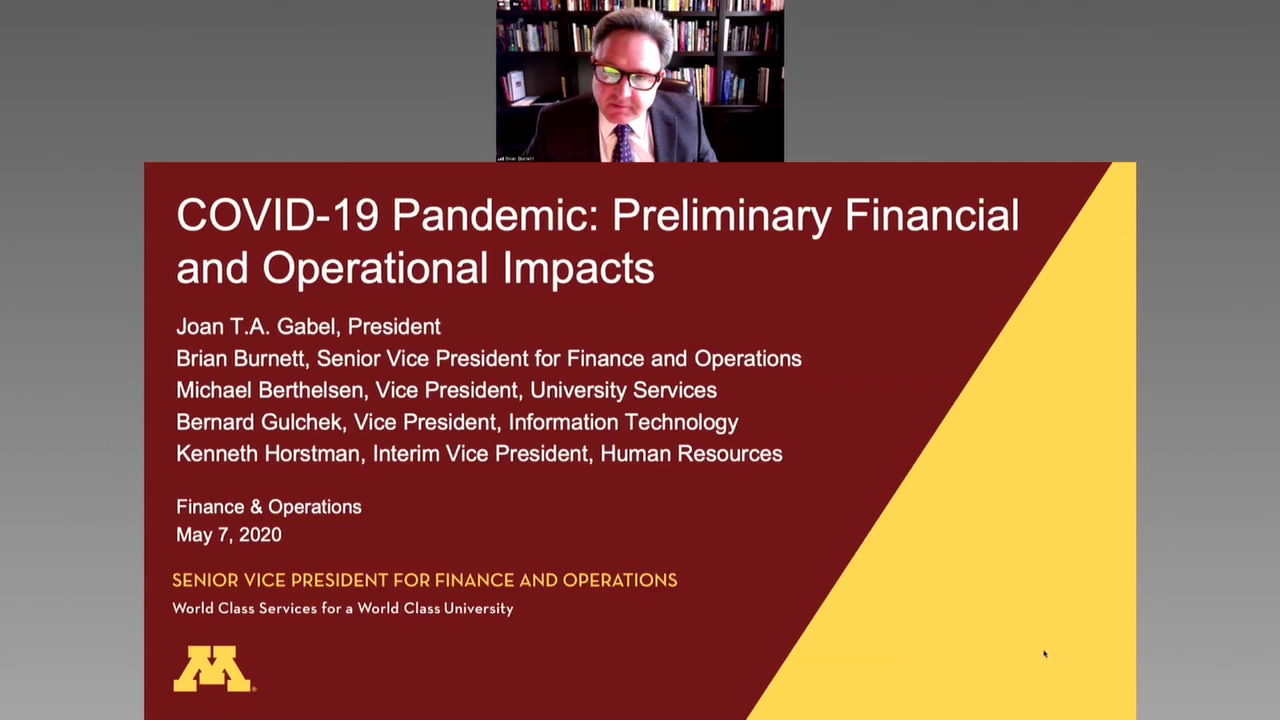 Brian Burnett
COVID-19 Pandemic: Preliminary Financial
and Operational Impacts
Joan T.A. Gabel, President
Brian Burnett, Senior Vice President for Finance and Operations
Michael Berthelsen, Vice President, University Services
Bernard Gulchek, Vice President, Information Technology
Kenneth Horstman, Interim Vice President, Human Resources
Finance & Operations
May 7, 2020
SENIOR VICE PRESIDENT FOR FINANCE AND OPERATIONS
World Class Services for a World Class University
M